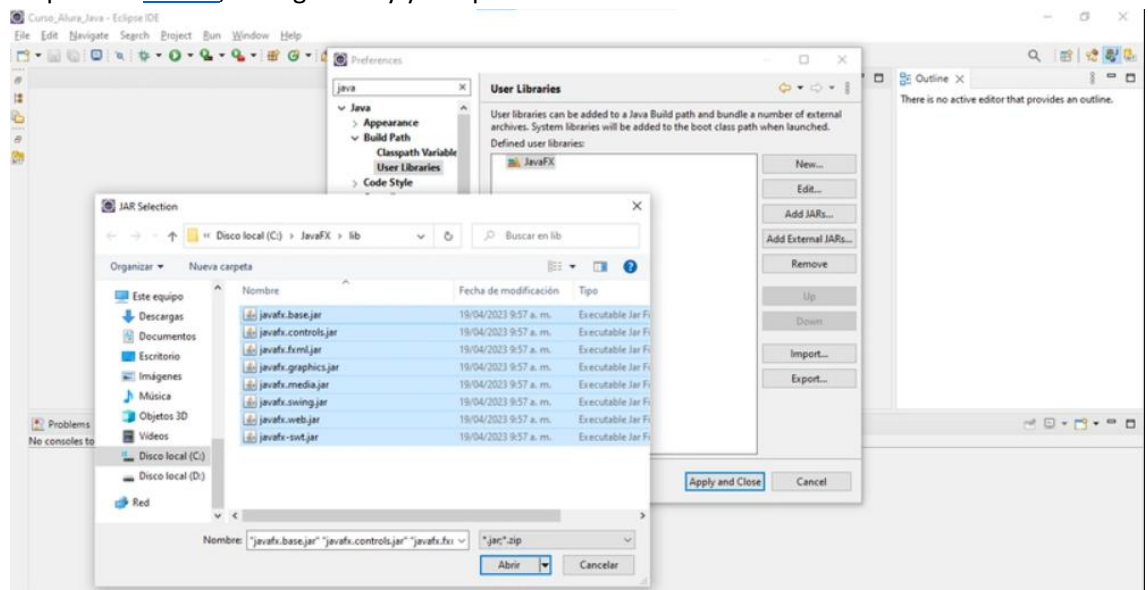 Curso_Alura_Java - Eclipse IDE
File Edit Navigate Search Project Run Window Help
Preferences
java
User Libraries
Java
Appearance
Build Path
Classpath Variable
User Libraries
Code Style
User libraries can be added to a Java Build path and bundle a number of external
archives. System libraries will be added to the boot class path when launched.
Defined user libraries:
JavaFX
New...
Edit...
Add JARs...
Add External JARs...
Remove
Up
Down
Import...
Export...
Apply and Close
Cancel
Outline
There is no active editor that provides an outline.
JAR Selection
« Disco local (C:) > JavaFX > lib
Buscar en lib
Organizar
Nueva carpeta
Nombre
Fecha de modificación
Tipo
Este equipo
Descargas
Documentos
Escritorio
Imágenes
Música
Objetos 3D
Vídeos
Disco local (C:)
Disco local (D:)
Red
javafx.base.jar 19/04/2023 9:57 a. m. Executable Jar Fi
javafx.controls.jar 19/04/2023 9:57 a. m. Executable Jar Fi
javafx.fxml.jar 19/04/2023 9:57 a. m. Executable Jar Fi
javafx.graphics.jar 19/04/2023 9:57 a. m. Executable Jar Fi
javafx.media.jar 19/04/2023 9:57 a. m. Executable Jar Fi
javafx.swing.jar 19/04/2023 9:57 a. m. Executable Jar Fi
javafx.web.jar 19/04/2023 9:57 a. m. Executable Jar Fi
javafx-swt.jar 19/04/2023 9:57 a. m. Executable Jar Fi
Nombre: "javafx.base.jar" "javafx.controls.jar" "javafx.fx
*.jar;*.zip
Abrir
Cancelar
Problems
No consoles to